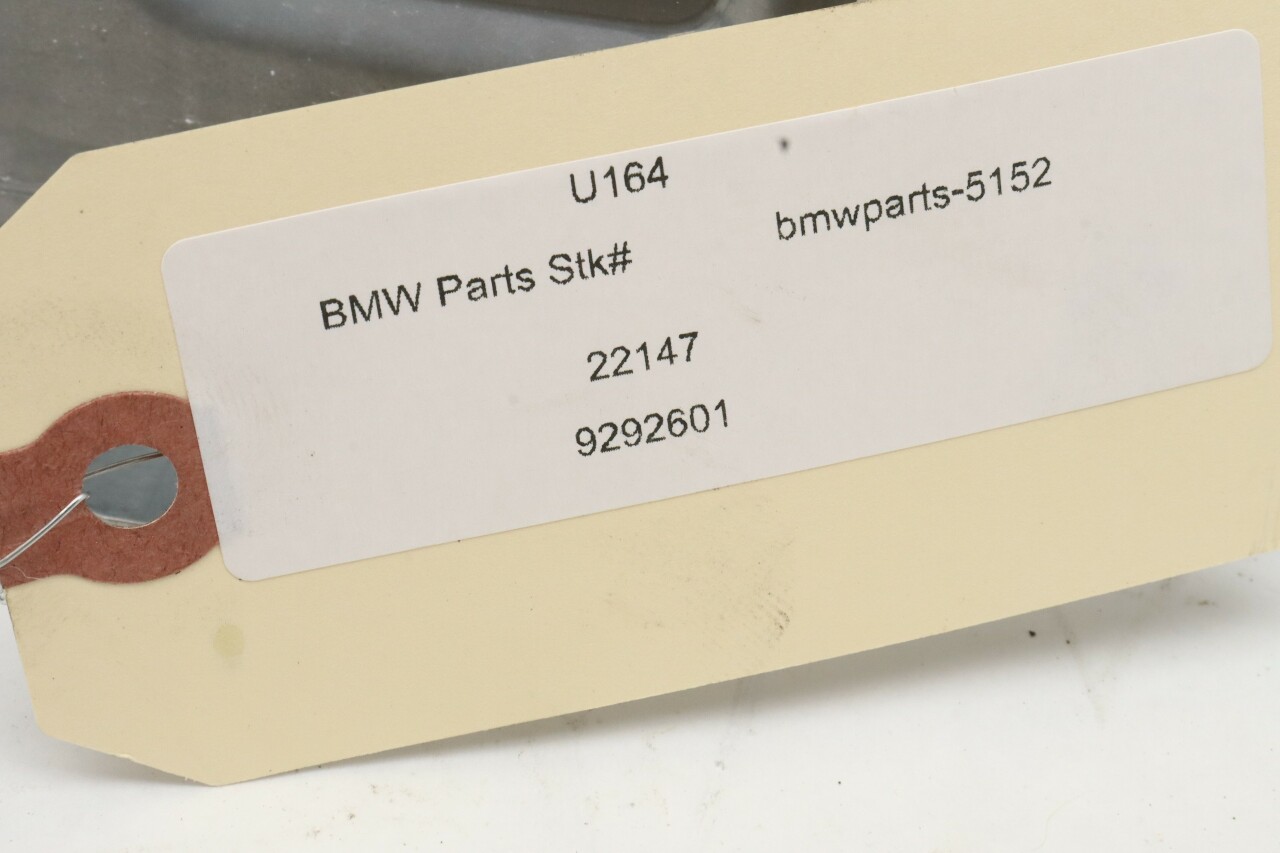 U164
BMW Parts Stk#
bmwparts-5152
22147
9292601